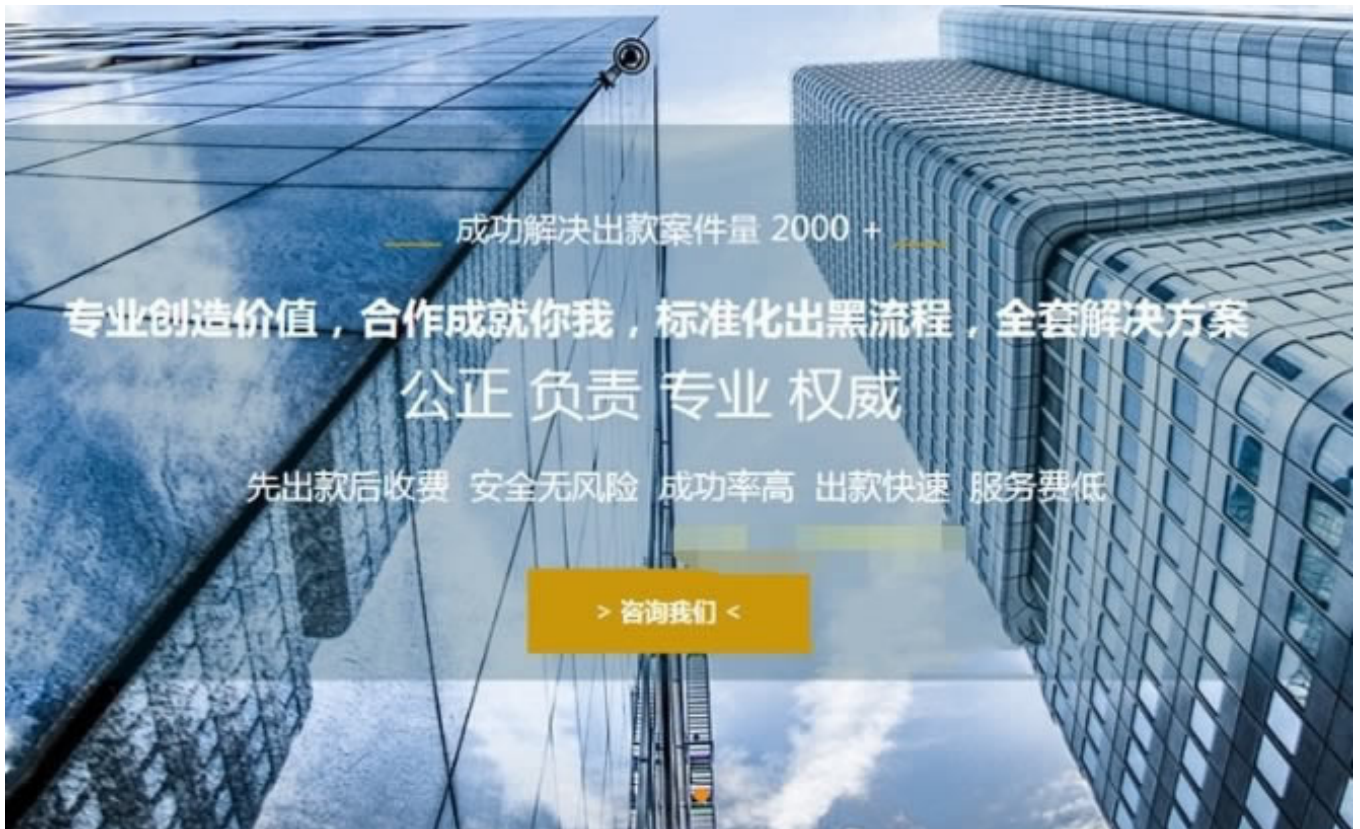 成功解决出款案件量 2000 +
专业创造价值，合作成就你我，标准化出黑流程，全套解决方案
公正 负责 专业 权威
先出款后收费 安全无风险 成功率高 出款快速 服务费低
> 咨询我们 <